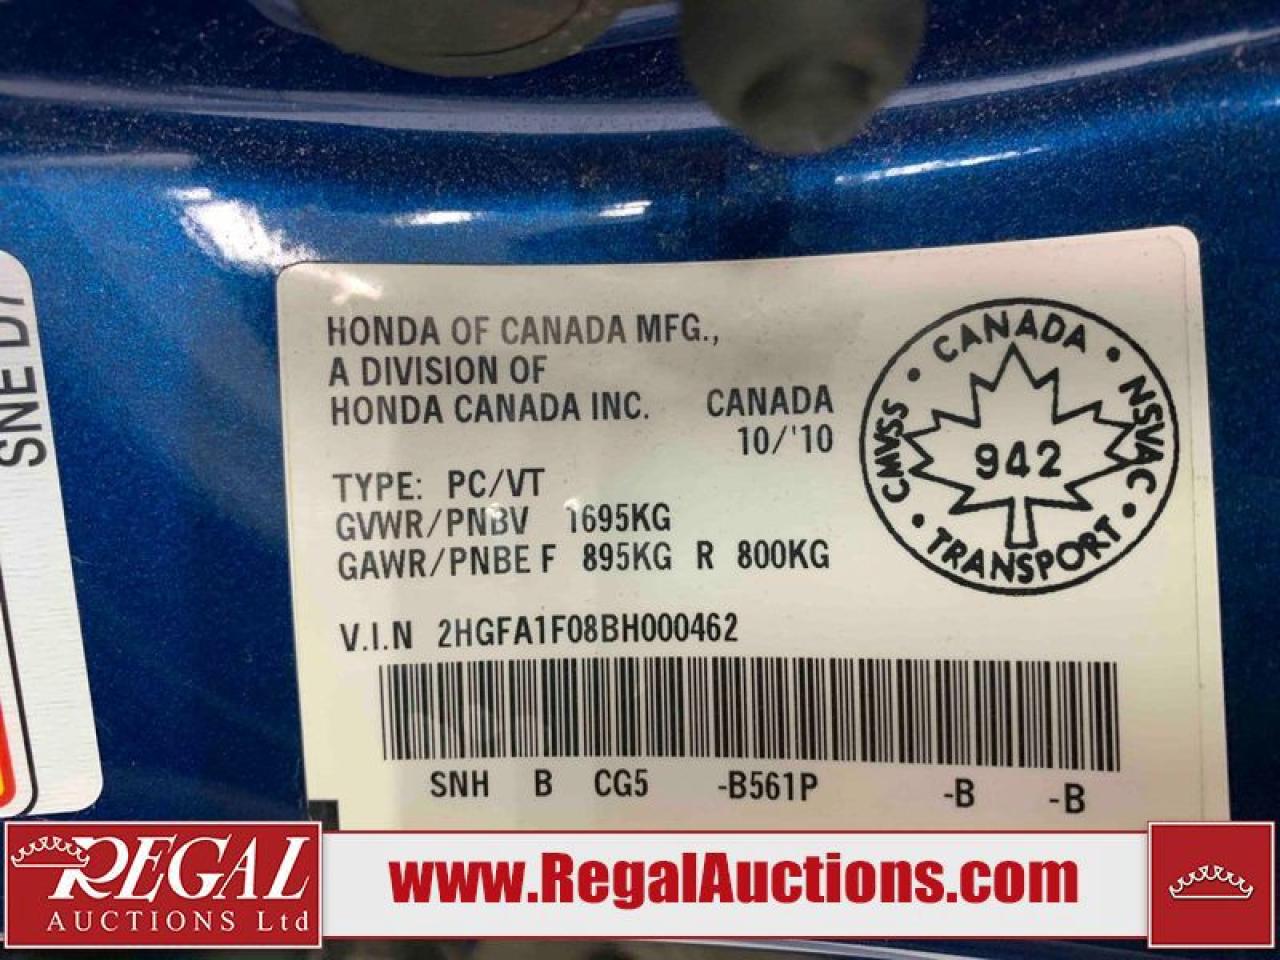 SNE D7
HONDA OF CANADA MFG.,
A DIVISION OF
HONDA CANADA INC. CANADA
10/'10
TYPE: PC/VT
GVWR/PNBV 1695KG
GAWR/PNBE F 895KG R 800KG
V.I.N 2HGFA1F08BH000462
SNH B CG5 -B561P -B -B
CANADA • NSVAC • TRANSPORT • CMVSS •
942
REGAL
AUCTIONS Ltd
www.RegalAuctions.com